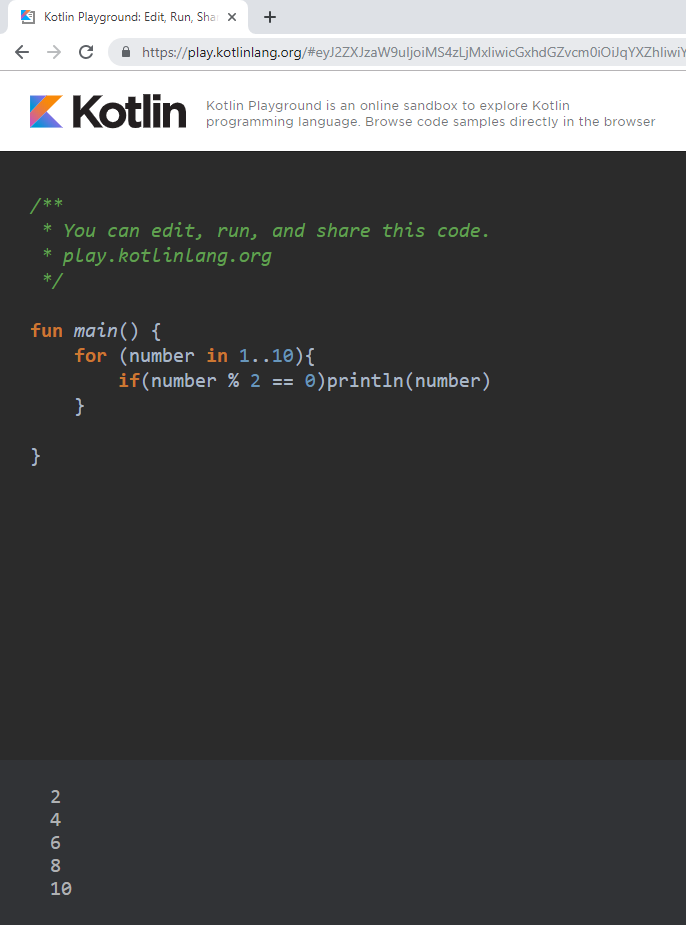 Kotlin Playground: Edit, Run, Sha
https://play.kotlinlang.org/#eyJ2ZXJzaW9uIjoiMS4zLjMxIiwicGxhdGZvcm0iOiJqYXZhIiwiY
Kotlin
Kotlin Playground is an online sandbox to explore Kotlin
programming language. Browse code samples directly in the browser
/**
 * You can edit, run, and share this code.
 * play.kotlinlang.org
 */
fun main() {
    for (number in 1..10){
        if(number % 2 == 0)println(number)
    }
}
2
4
6
8
10